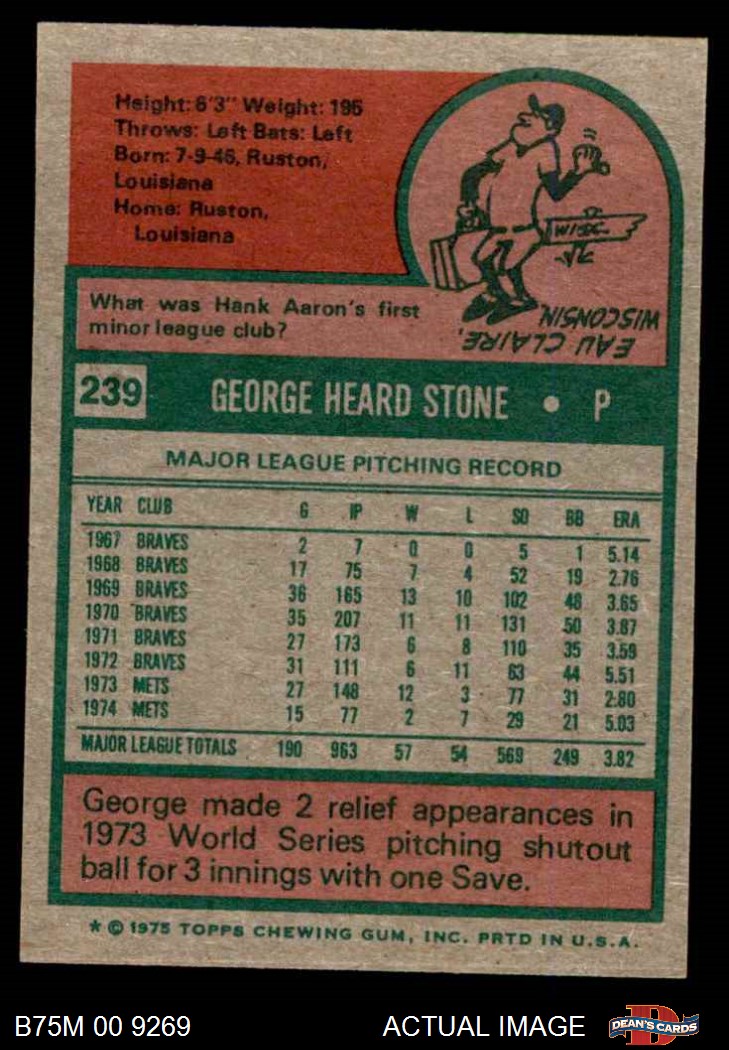 Height: 6'3" Weight: 195
Throws: Left Bats: Left
Born: 7-9-46, Ruston,
Louisiana
Home: Ruston,
Louisiana
WISC
What was Hank Aaron's first
minor league club?
EAU CLAIRE,
WISCONSIN
239 GEORGE HEARD STONE • P
MAJOR LEAGUE PITCHING RECORD
YEAR CLUB G IP W L SO BB ERA
1967 BRAVES 2 7 0 0 5 1 5.14
1968 BRAVES 17 75 7 4 52 19 2.76
1969 BRAVES 36 165 13 10 102 48 3.65
1970 BRAVES 35 207 11 11 131 50 3.87
1971 BRAVES 27 173 6 8 110 35 3.59
1972 BRAVES 31 111 6 11 63 44 5.51
1973 METS 27 148 12 3 77 31 2.80
1974 METS 15 77 2 7 29 21 5.03
MAJOR LEAGUE TOTALS 190 963 57 54 569 249 3.82
George made 2 relief appearances in
1973 World Series pitching shutout
ball for 3 innings with one Save.
* © 1975 TOPPS CHEWING GUM, INC. PRTD IN U.S.A.
B75M 00 9269 ACTUAL IMAGE DEAN'S CARDS